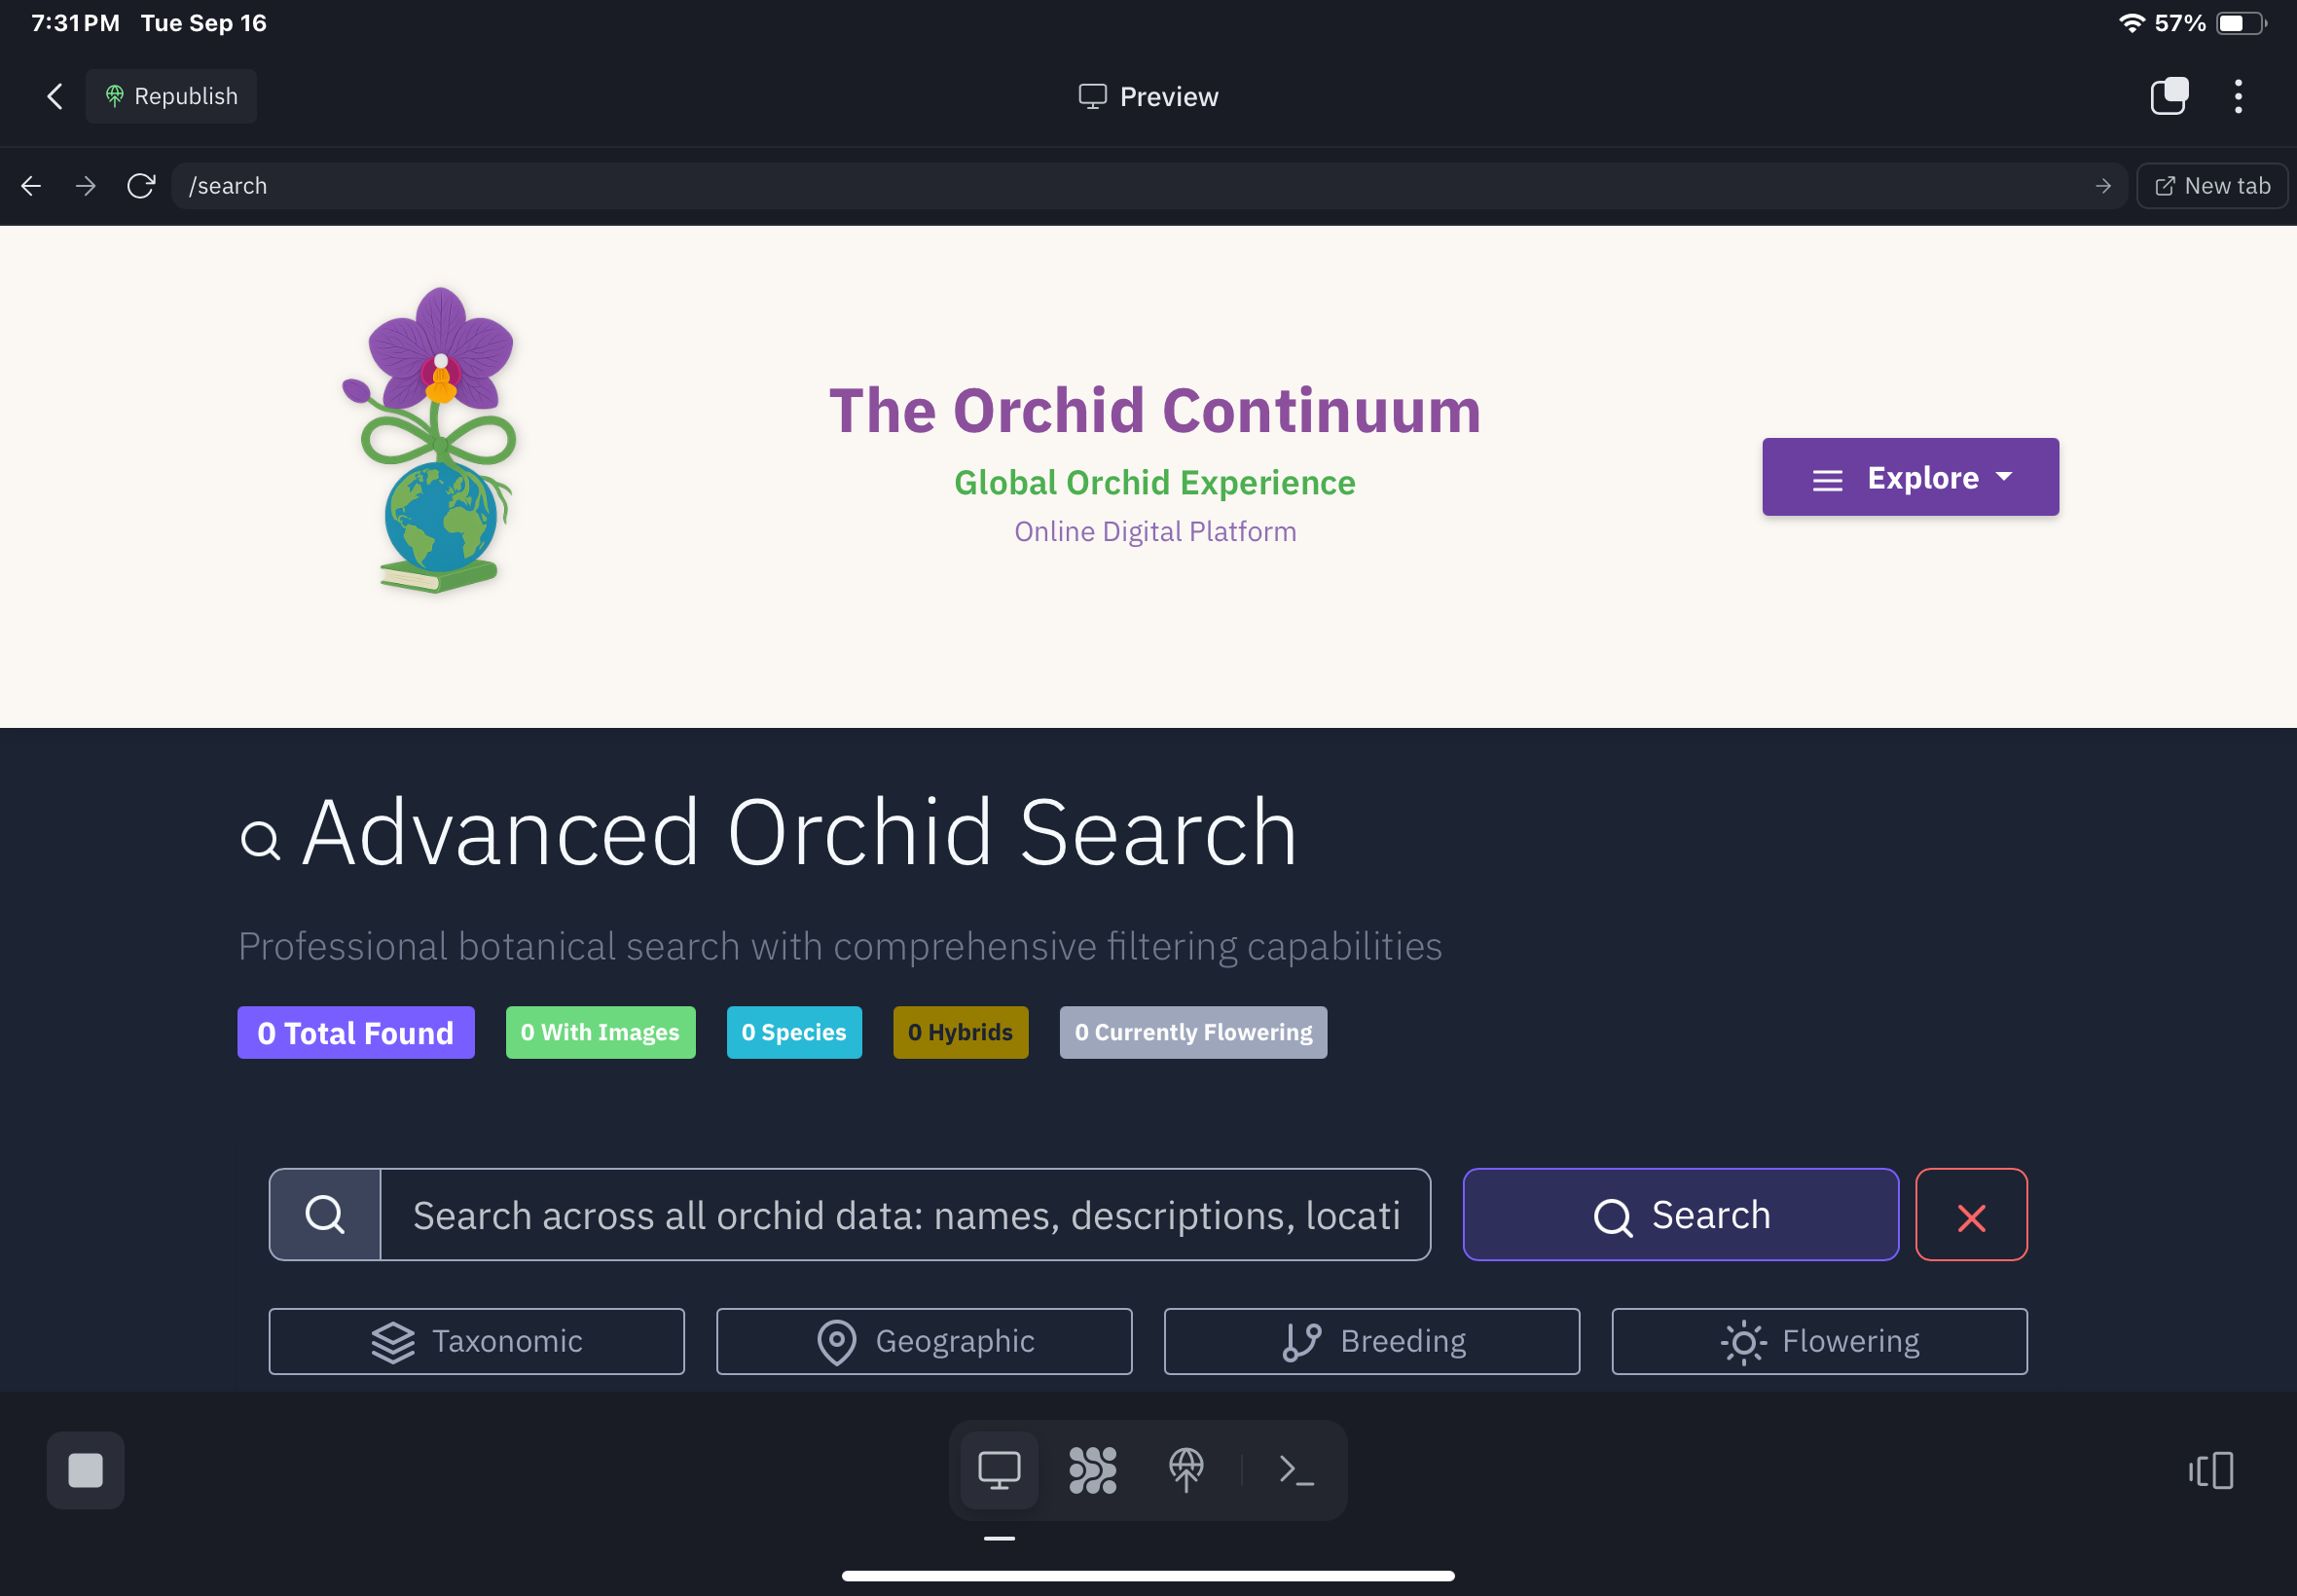 7:31 PM Tue Sep 16 57%
Republish Preview
/search New tab
The Orchid Continuum
Global Orchid Experience
Online Digital Platform
Explore
Advanced Orchid Search
Professional botanical search with comprehensive filtering capabilities
0 Total Found 0 With Images 0 Species 0 Hybrids 0 Currently Flowering
Search across all orchid data: names, descriptions, locati Search
Taxonomic Geographic Breeding Flowering